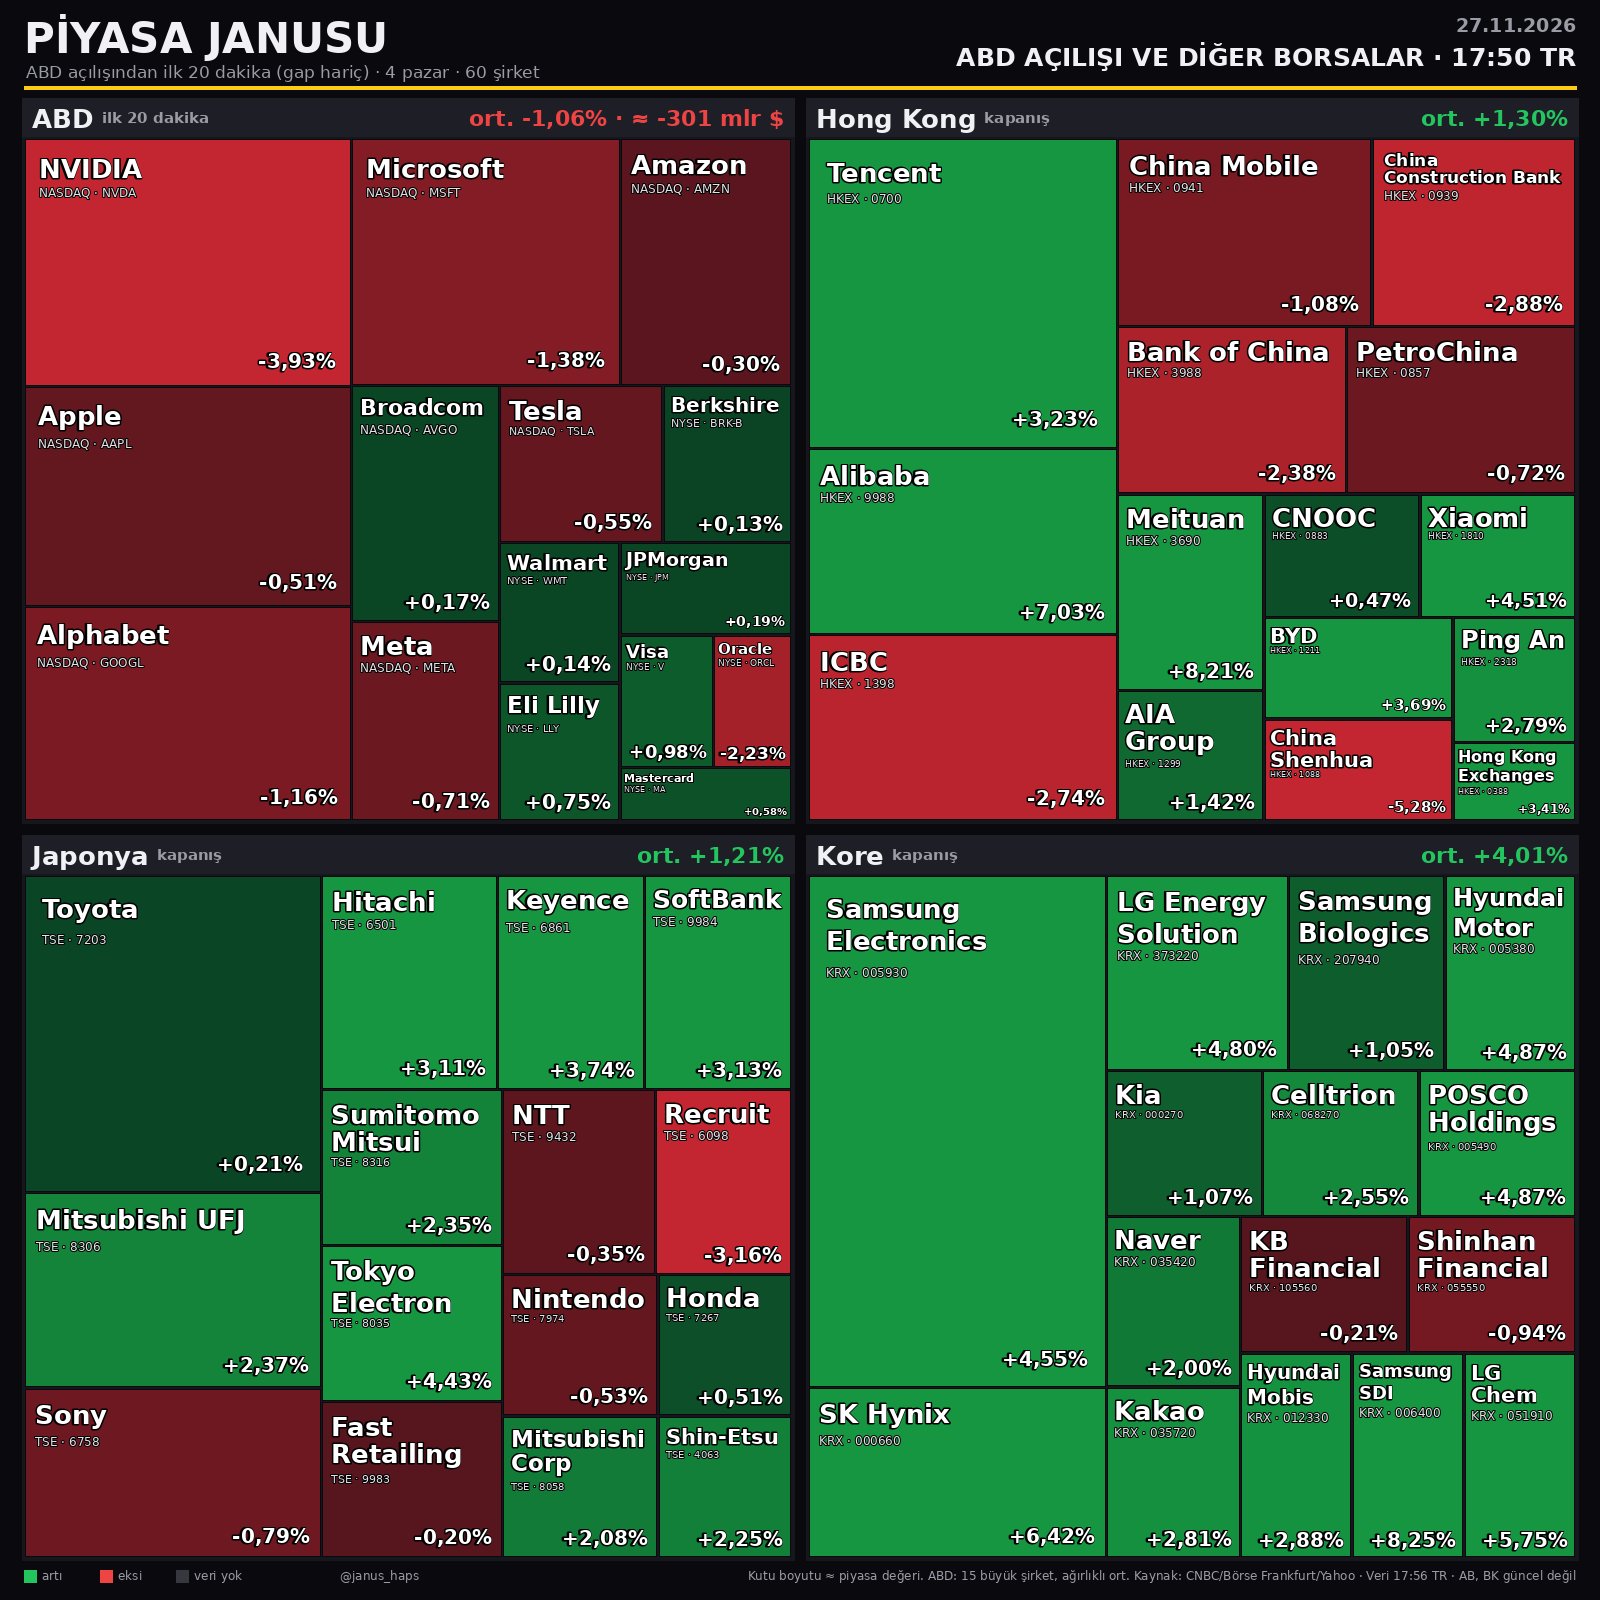 PİYASA JANUSU
27.11.2026
ABD açılışından ilk 20 dakika (gap hariç) · 4 pazar · 60 şirket
ABD AÇILIŞI VE DİĞER BORSALAR · 17:50 TR
ABD ilk 20 dakika
ort. -1,06% · ≈ -301 mlr $
NVIDIA
NASDAQ · NVDA
-3,93%
Microsoft
NASDAQ · MSFT
-1,38%
Amazon
NASDAQ · AMZN
-0,30%
Apple
NASDAQ · AAPL
-0,51%
Broadcom
NASDAQ · AVGO
+0,17%
Tesla
NASDAQ · TSLA
-0,55%
Berkshire
NYSE · BRK-B
+0,13%
Walmart
NYSE · WMT
+0,14%
JPMorgan
NYSE · JPM
+0,19%
Alphabet
NASDAQ · GOOGL
-1,16%
Meta
NASDAQ · META
-0,71%
Eli Lilly
NYSE · LLY
+0,75%
Visa
NYSE · V
+0,98%
Oracle
NYSE · ORCL
-2,23%
Mastercard
NYSE · MA
+0,58%
Hong Kong kapanış
ort. +1,30%
Tencent
HKEX · 0700
+3,23%
China Mobile
HKEX · 0941
-1,08%
China
Construction Bank
HKEX · 0939
-2,88%
Bank of China
HKEX · 3988
-2,38%
PetroChina
HKEX · 0857
-0,72%
Alibaba
HKEX · 9988
+7,03%
Meituan
HKEX · 3690
+8,21%
CNOOC
HKEX · 0883
+0,47%
Xiaomi
HKEX · 1810
+4,51%
ICBC
HKEX · 1398
-2,74%
AIA
Group
HKEX · 1299
+1,42%
BYD
HKEX · 1211
+3,69%
Ping An
HKEX · 2318
+2,79%
China
Shenhua
HKEX · 1088
-5,28%
Hong Kong
Exchanges
HKEX · 0388
+3,41%
Japonya kapanış
ort. +1,21%
Toyota
TSE · 7203
+0,21%
Hitachi
TSE · 6501
+3,11%
Keyence
TSE · 6861
+3,74%
SoftBank
TSE · 9984
+3,13%
Sumitomo
Mitsui
TSE · 8316
+2,35%
NTT
TSE · 9432
-0,35%
Recruit
TSE · 6098
-3,16%
Mitsubishi UFJ
TSE · 8306
+2,37%
Tokyo
Electron
TSE · 8035
+4,43%
Nintendo
TSE · 7974
-0,53%
Honda
TSE · 7267
+0,51%
Sony
TSE · 6758
-0,79%
Fast
Retailing
TSE · 9983
-0,20%
Mitsubishi
Corp
TSE · 8058
+2,08%
Shin-Etsu
TSE · 4063
+2,25%
Kore kapanış
ort. +4,01%
Samsung
Electronics
KRX · 005930
+4,55%
LG Energy
Solution
KRX · 373220
+4,80%
Samsung
Biologics
KRX · 207940
+1,05%
Hyundai
Motor
KRX · 005380
+4,87%
Kia
KRX · 000270
+1,07%
Celltrion
KRX · 068270
+2,55%
POSCO
Holdings
KRX · 005490
+4,87%
Naver
KRX · 035420
+2,00%
KB
Financial
KRX · 105560
-0,21%
Shinhan
Financial
KRX · 055550
-0,94%
SK Hynix
KRX · 000660
+6,42%
Kakao
KRX · 035720
+2,81%
Hyundai
Mobis
KRX · 012330
+2,88%
Samsung
SDI
KRX · 006400
+8,25%
LG
Chem
KRX · 051910
+5,75%
artı
eksi
veri yok
@janus_haps
Kutu boyutu ≈ piyasa değeri. ABD: 15 büyük şirket, ağırlıklı ort. Kaynak: CNBC/Börse Frankfurt/Yahoo · Veri 17:56 TR · AB, BK güncel değil